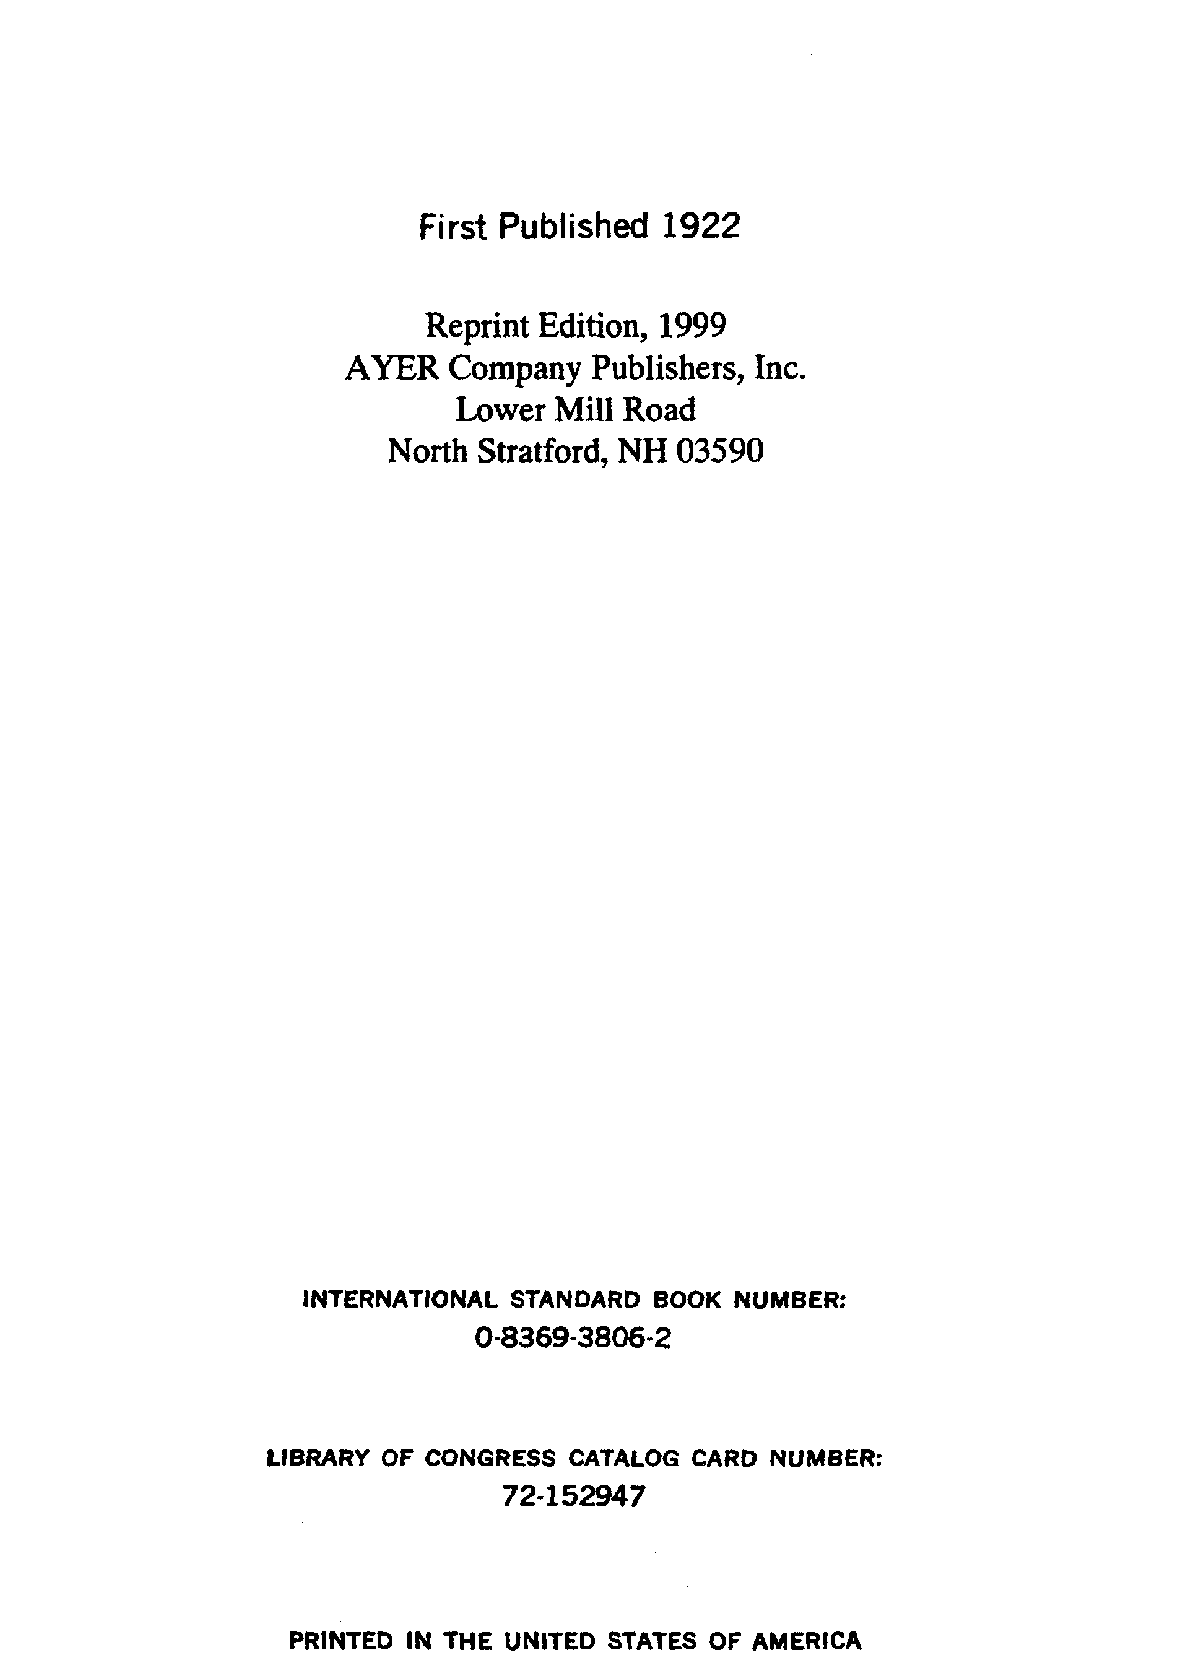 First Published 1922
Reprint Edition, 1999
AYER Company Publishers, Inc.
Lower Mill Road
North Stratford, NH 03590
INTERNATIONAL STANDARD BOOK NUMBER:
0-8369-3806-2
LIBRARY OF CONGRESS CATALOG CARD NUMBER:
72-152947
PRINTED IN THE UNITED STATES OF AMERICA